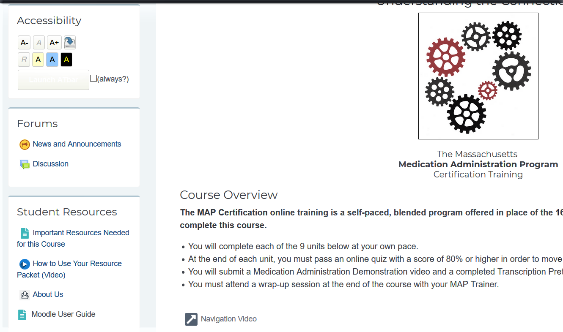 Understanding the Connection
Accessibility
A- A A+
R A A A
(always?)
Forums
News and Announcements
Discussion
Student Resources
Important Resources Needed
for this Course
How to Use Your Resource
Packet (Video)
About Us
Moodle User Guide
The Massachusetts
Medication Administration Program
Certification Training
Course Overview
The MAP Certification online training is a self-paced, blended program offered in place of the 16
complete this course.
You will complete each of the 9 units below at your own pace.
At the end of each unit, you must pass an online quiz with a score of 80% or higher in order to move
You will submit a Medication Administration Demonstration video and a completed Transcription Pret
You must attend a wrap-up session at the end of the course with your MAP Trainer.
Navigation Video